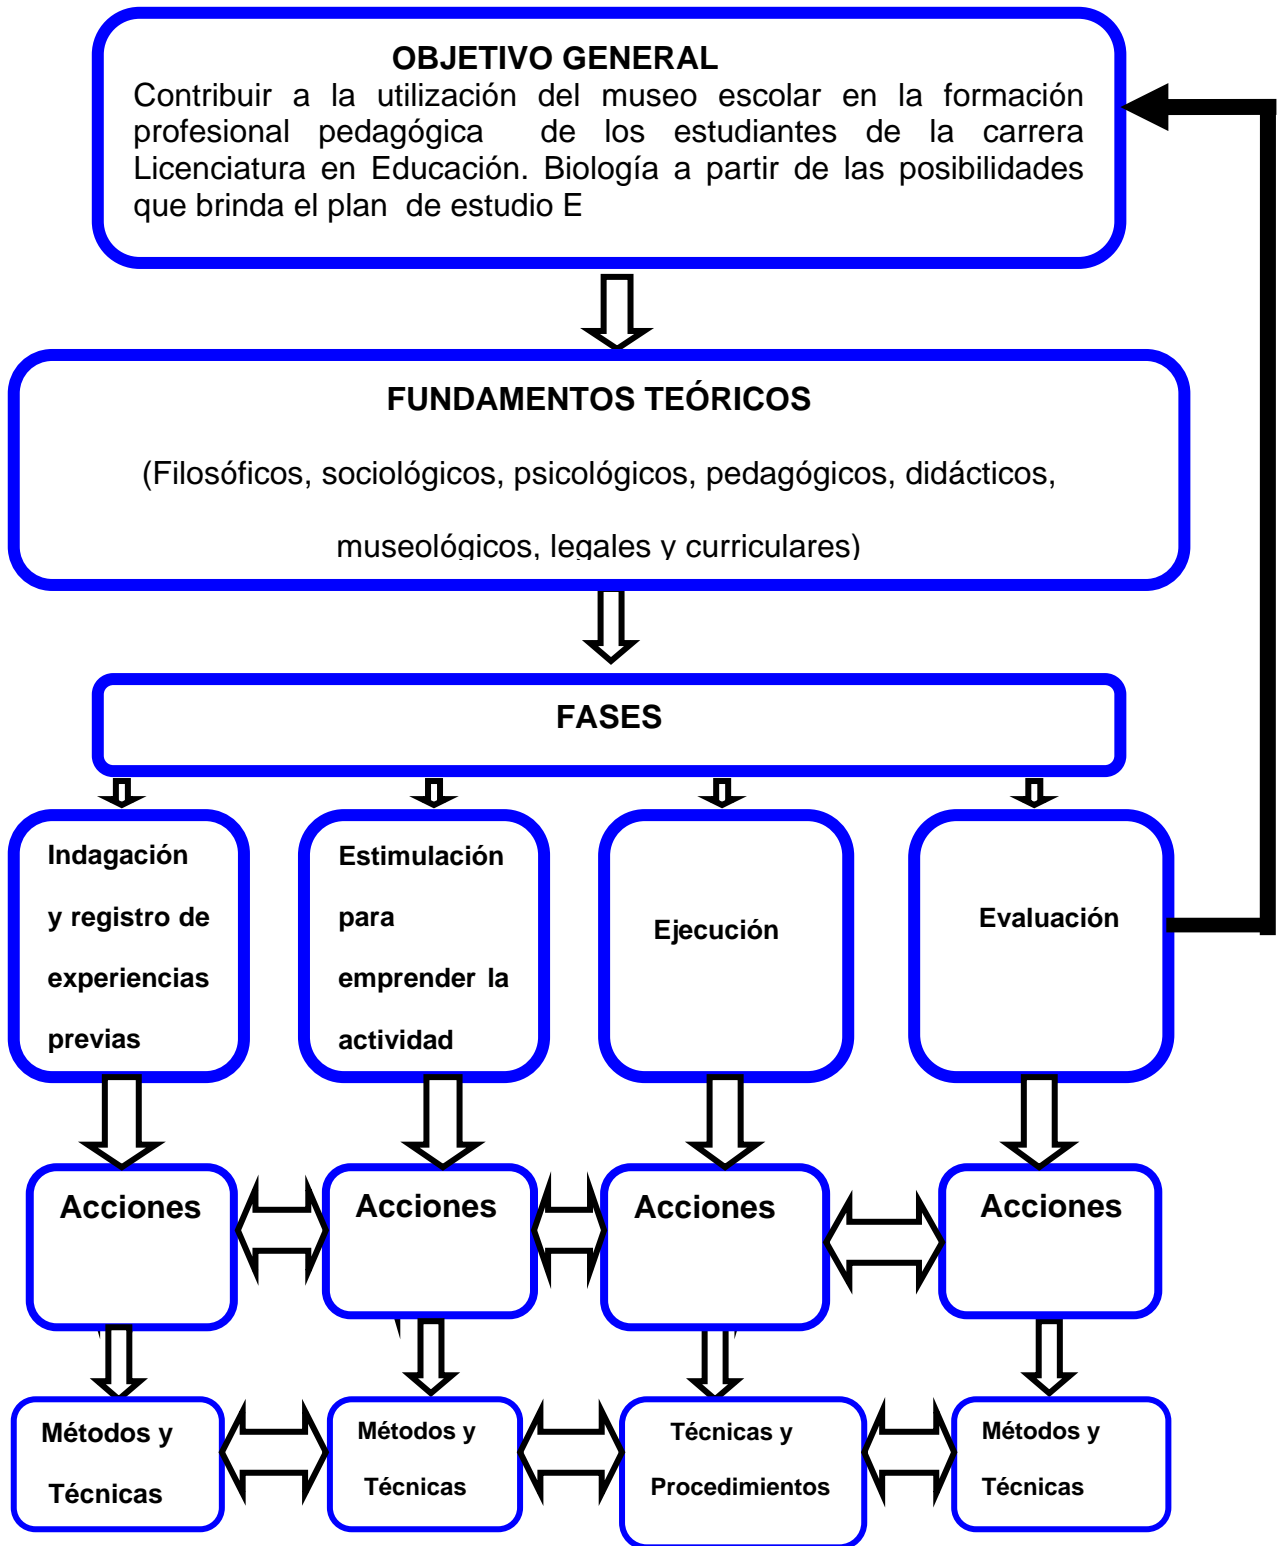 OBJETIVO GENERAL
Contribuir a la utilización del museo escolar en la formación
profesional pedagógica de los estudiantes de la carrera
Licenciatura en Educación. Biología a partir de las posibilidades
que brinda el plan de estudio E
FUNDAMENTOS TEÓRICOS
(Filosóficos, sociológicos, psicológicos, pedagógicos, didácticos,
museológicos, legales y curriculares)
FASES
Indagación
y registro de
experiencias
previas
Estimulación
para
emprender la
actividad
Ejecución
Evaluación
Acciones
Acciones
Acciones
Acciones
Métodos y
Técnicas
Métodos y
Técnicas
Técnicas y
Procedimientos
Métodos y
Técnicas